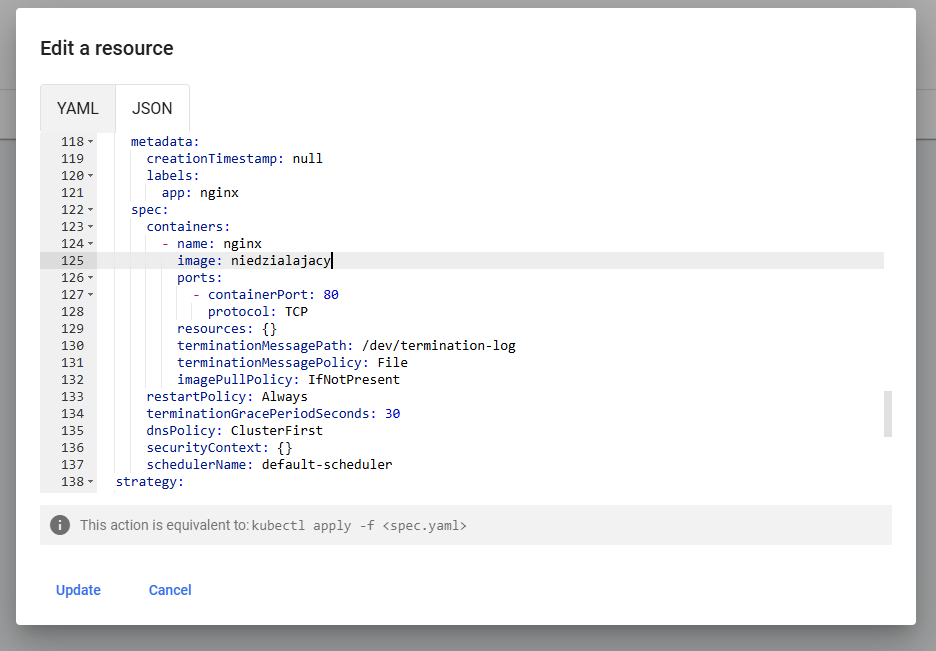 Edit a resource
YAML JSON
118 metadata:
119 creationTimestamp: null
120 labels:
121 app: nginx
122 spec:
123 containers:
124 - name: nginx
125 image: niedzialajacy
126 ports:
127 - containerPort: 80
128 protocol: TCP
129 resources: {}
130 terminationMessagePath: /dev/termination-log
131 terminationMessagePolicy: File
132 imagePullPolicy: IfNotPresent
133 restartPolicy: Always
134 terminationGracePeriodSeconds: 30
135 dnsPolicy: ClusterFirst
136 securityContext: {}
137 schedulerName: default-scheduler
138 strategy:
This action is equivalent to: kubectl apply -f <spec.yaml>
Update Cancel